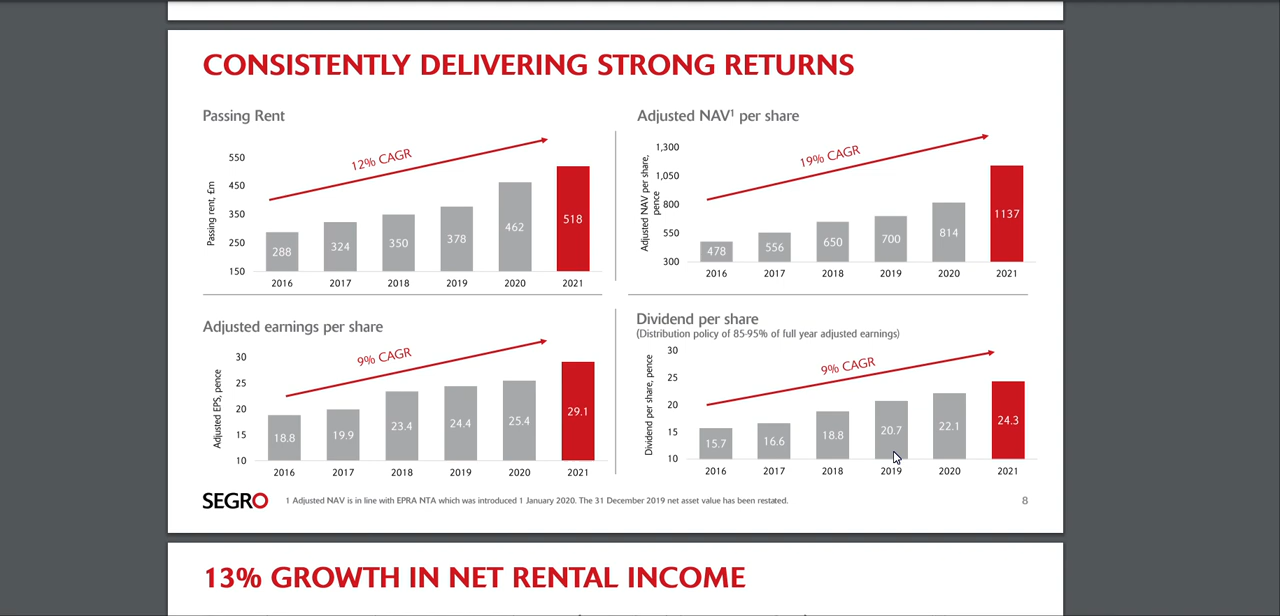 CONSISTENTLY DELIVERING STRONG RETURNS
Passing Rent
12% CAGR
Passing rent, £m
550
450
350
250
150
288
324
350
378
462
518
2016 2017 2018 2019 2020 2021
Adjusted NAV¹ per share
19% CAGR
Adjusted NAV per share,
pence
1,300
1,050
800
550
300
478
556
650
700
814
1137
2016 2017 2018 2019 2020 2021
Adjusted earnings per share
9% CAGR
Adjusted EPS, pence
30
25
20
15
10
18.8
19.9
23.4
24.4
25.4
29.1
2016 2017 2018 2019 2020 2021
Dividend per share
(Distribution policy of 85-95% of full year adjusted earnings)
9% CAGR
Dividend per share, pence
30
25
20
15
10
15.7
16.6
18.8
20.7
22.1
24.3
2016 2017 2018 2019 2020 2021
SEGRO
1 Adjusted NAV is in line with EPRA NTA which was introduced 1 January 2020. The 31 December 2019 net asset value has been restated.
8
13% GROWTH IN NET RENTAL INCOME